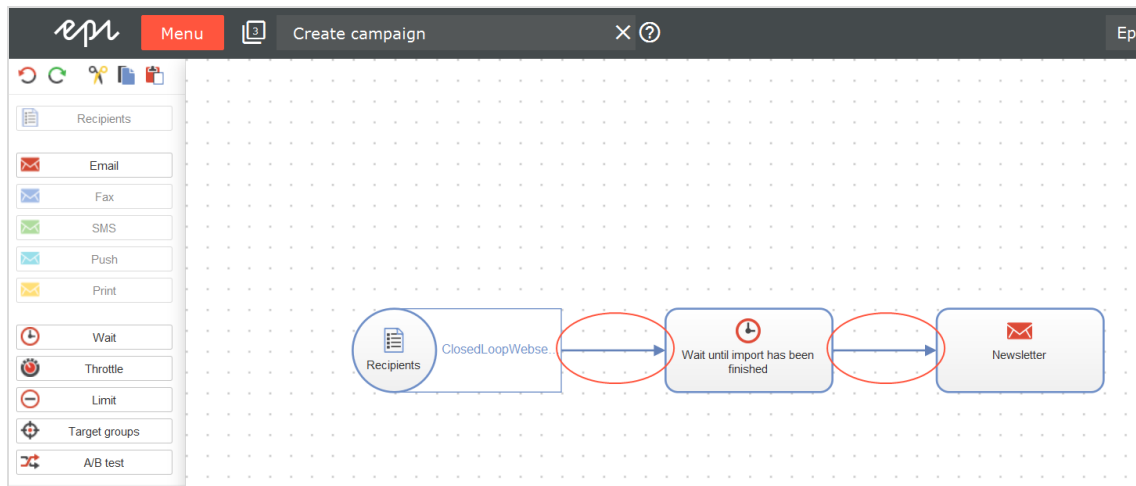 epi Menu 3 Create campaign Ep
Recipients
Email
Fax
SMS
Push
Print
Wait
Throttle
Limit
Target groups
A/B test
Recipients
ClosedLoopWebse...
Wait until import has been
finished
Newsletter